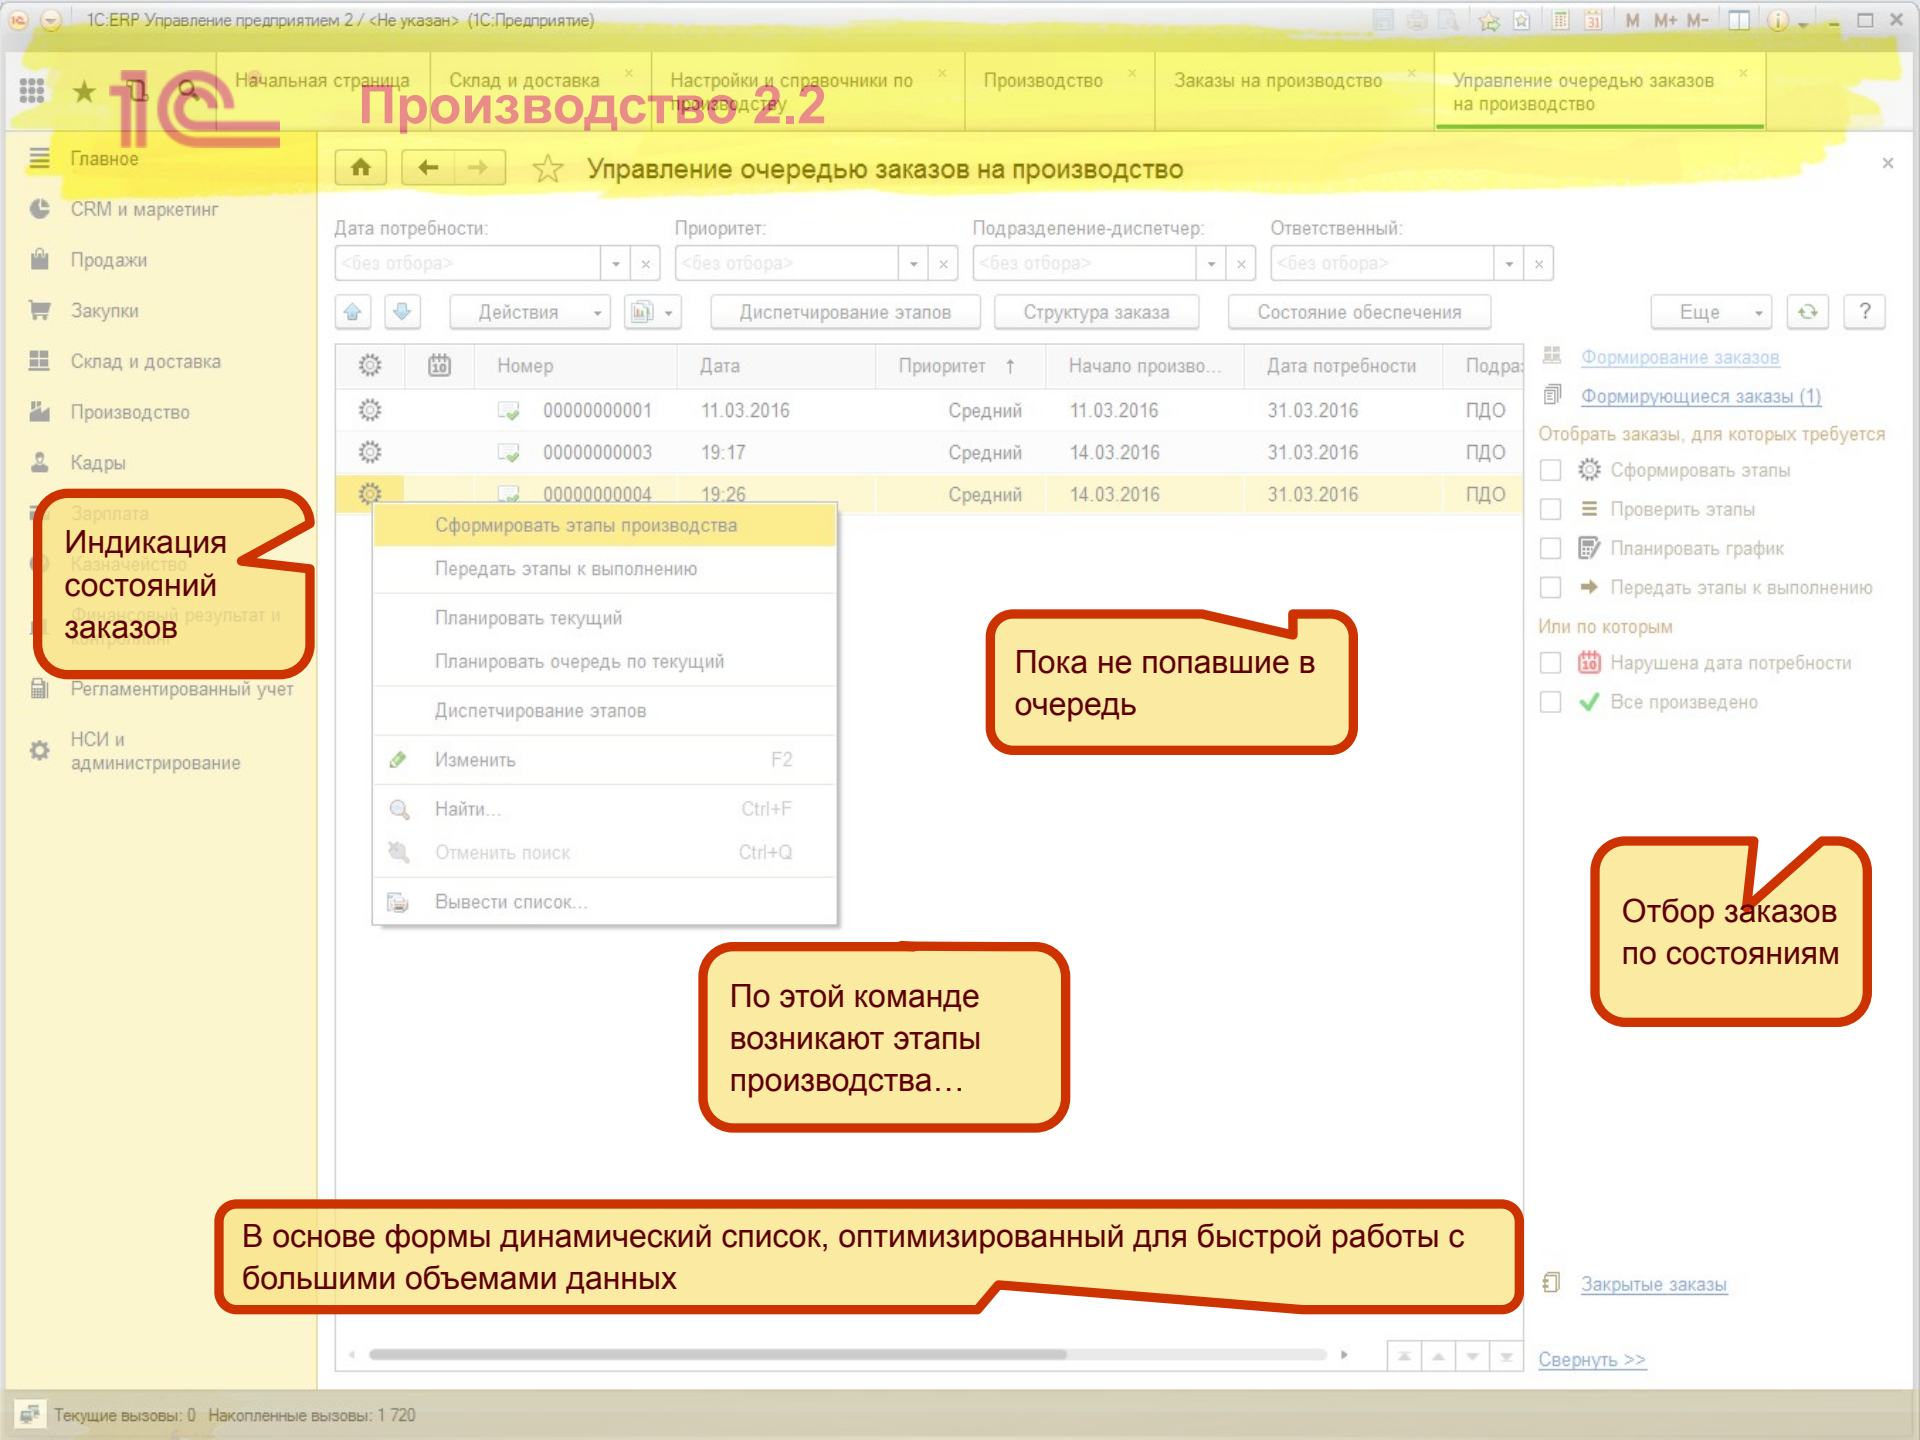 1С:ERP Управление предприятием 2 / <Не указан> (1С:Предприятие)
M M+ M-
1С
Производство 2.2
Начальная страница
Склад и доставка
Настройки и справочники по
производству
Производство
Заказы на производство
Управление очередью заказов
на производство
Главное
CRM и маркетинг
Продажи
Закупки
Склад и доставка
Производство
Кадры
Зарплата
Казначейство
Финансовый результат и
контроллинг
Регламентированный учет
НСИ и
администрирование
Управление очередью заказов на производство
Дата потребности:
Приоритет:
Подразделение-диспетчер:
Ответственный:
<без отбора>
<без отбора>
<без отбора>
<без отбора>
Действия
Диспетчирование этапов
Структура заказа
Состояние обеспечения
Еще
?
Номер
Дата
Приоритет ↑
Начало произво...
Дата потребности
Подраз
00000000001 11.03.2016 Средний 11.03.2016 31.03.2016 ПДО
00000000003 19:17 Средний 14.03.2016 31.03.2016 ПДО
00000000004 19:26 Средний 14.03.2016 31.03.2016 ПДО
Сформировать этапы производства
Передать этапы к выполнению
Планировать текущий
Планировать очередь по текущий
Диспетчирование этапов
Изменить F2
Найти... Ctrl+F
Отменить поиск Ctrl+Q
Вывести список...
Формирование заказов
Формирующиеся заказы (1)
Отобрать заказы, для которых требуется
Сформировать этапы
Проверить этапы
Планировать график
Передать этапы к выполнению
Или по которым
Нарушена дата потребности
Все произведено
Закрытые заказы
Свернуть >>
Индикация
состояний
заказов
Пока не попавшие в
очередь
Отбор заказов
по состояниям
По этой команде
возникают этапы
производства…
В основе формы динамический список, оптимизированный для быстрой работы с
большими объемами данных
Текущие вызовы: 0 Накопленные вызовы: 1 720